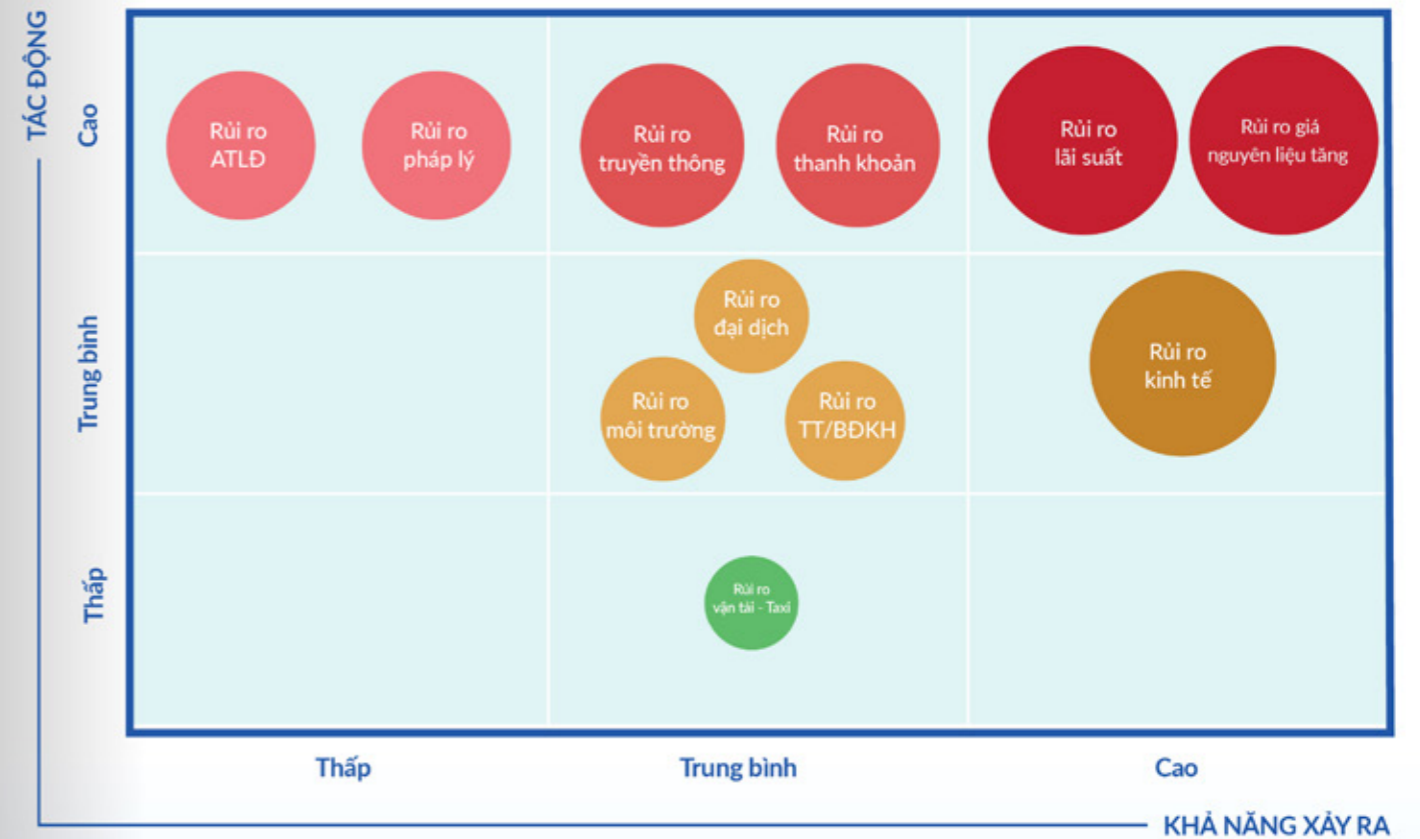 TÁC ĐỘNG
Cao
Rủi ro
ATLĐ
Rủi ro
pháp lý
Rủi ro
truyền thông
Rủi ro
thanh khoản
Rủi ro
lãi suất
Rủi ro giá
nguyên liệu tăng
Trung bình
Rủi ro
đại dịch
Rủi ro
môi trường
Rủi ro
TT/BĐKH
Rủi ro
kinh tế
Thấp
Rủi ro
vận tải - Taxi
Thấp
Trung bình
Cao
KHẢ NĂNG XẢY RA